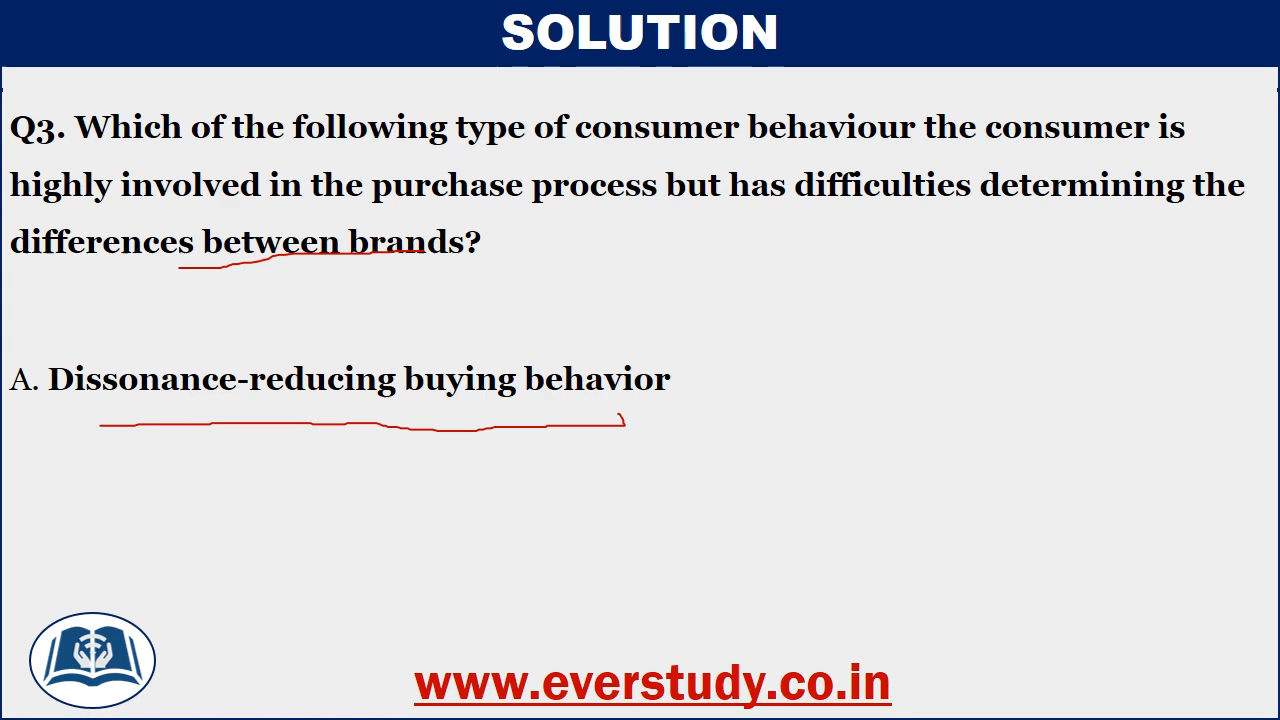 SOLUTION
Q3. Which of the following type of consumer behaviour the consumer is
highly involved in the purchase process but has difficulties determining the
differences between brands?
A. Dissonance-reducing buying behavior
www.everstudy.co.in